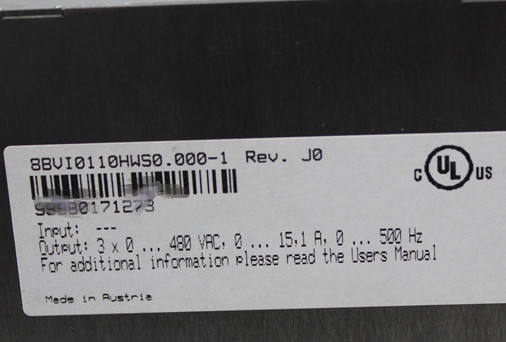 8BVI0110HWS0.000-1 Rev. J0
C UL US
Input: ---
Output: 3 x 0 ... 480 VAC, 0 ... 15,1 A, 0 ... 500 Hz
For additional information please read the Users Manual
Made in Austria